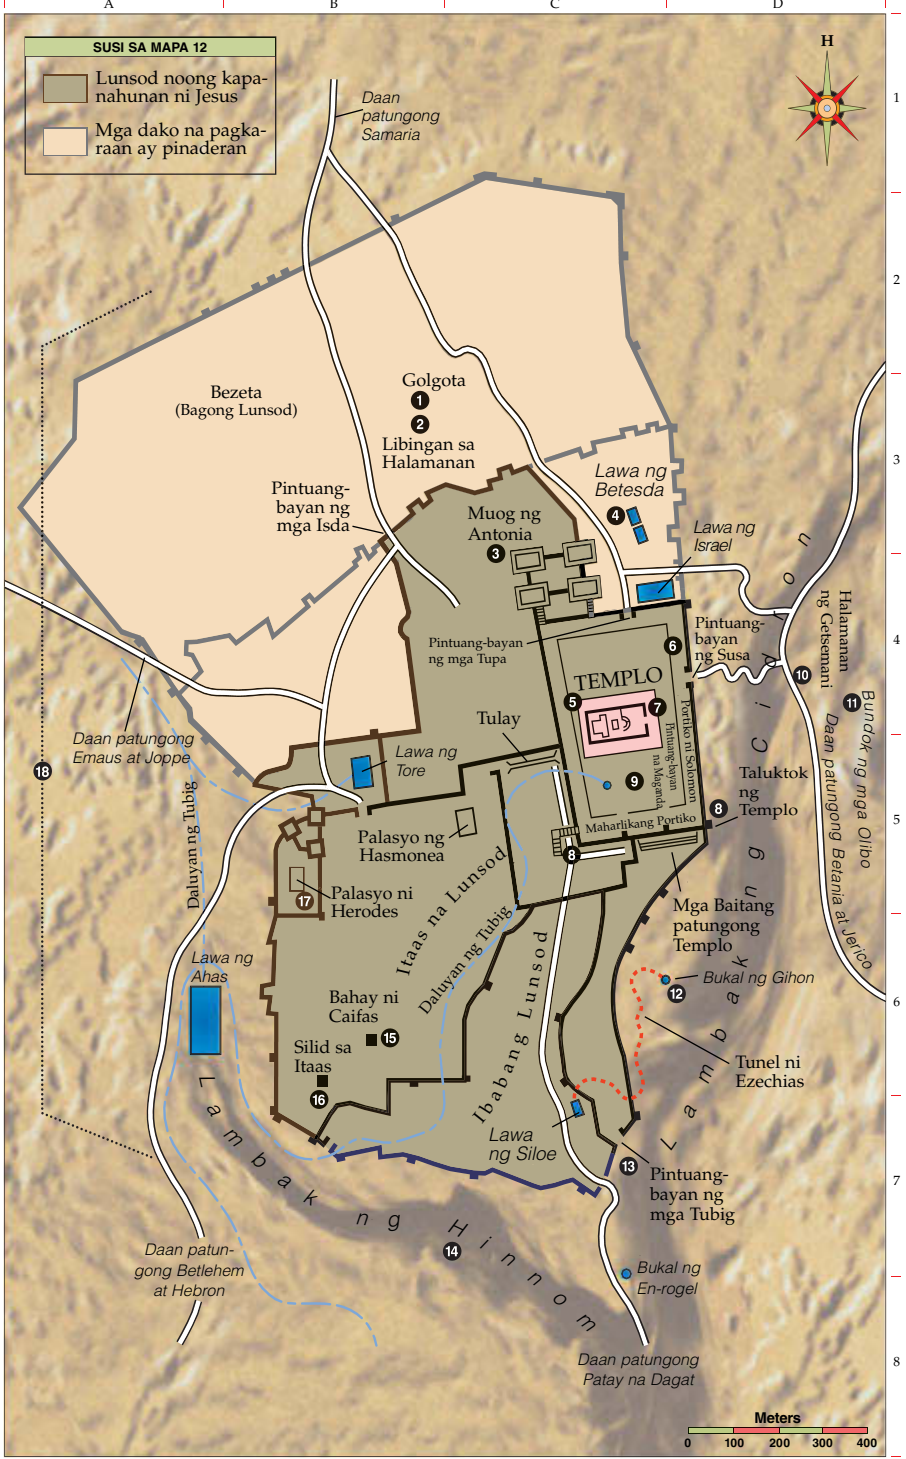 A B C D
SUSI SA MAPA 12
Lunsod noong kapa-
nahunan ni Jesus
Mga dako na pagka-
raan ay pinaderan
H
1
Daan
patungong
Samaria
2
Bezeta
(Bagong Lunsod)
Golgota
1
2
Libingan sa
Halamanan
3
Pintuang-
bayan ng
mga Isda
Lawa ng
Betesda
4
Muog ng
Antonia
3
Lawa ng
Israel
Halamanan
ng Getsemani
4
Pintuang-bayan
ng mga Tupa
Pintuang-
bayan
ng Susa
6
10
11
Bundok ng mga Olibo
TEMPLO
5
7
Pintuang-bayan
na Maganda
Portiko ni Solomon
Daan patungong Betania at Jerico
Daan patungong
Emaus at Joppe
Tulay
Lawa ng
Tore
18
9
8
Taluktok
ng
Templo
5
Daluyan ng Tubig
Palasyo ng
Hasmonea
Maharlikang Portiko
8
Palasyo ni
Herodes
17
Itaas na Lunsod
Mga Baitang
patungong
Templo
Daluyan ng Tubig
Ibabang Lunsod
Lawa ng
Ahas
Bukal ng Gihon
12
6
Bahay ni
Caifas
15
Silid sa
Itaas
16
Tunel ni
Ezechias
Lambak ng Cidron
Lawa
ng Siloe
13
Pintuang-
bayan ng
mga Tubig
7
Lambak ng Hinnom
14
Daan patun-
gong Betlehem
at Hebron
Bukal ng
En-rogel
Daan patungong
Patay na Dagat
8
Meters
0 100 200 300 400